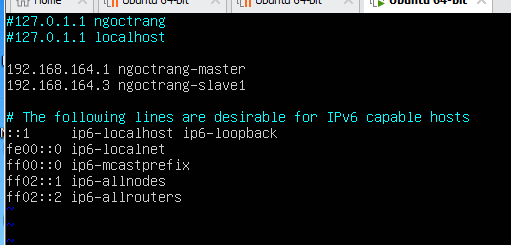 Home
Ubuntu 64-bit
Ubuntu 64-bit
Ubuntu 64-bit
#127.0.1.1 ngoctrang
#127.0.1.1 localhost
192.168.164.1 ngoctrang-master
192.168.164.3 ngoctrang-slave1
# The following lines are desirable for IPv6 capable hosts
::1     ip6-localhost ip6-loopback
fe00::0 ip6-localnet
ff00::0 ip6-mcastprefix
ff02::1 ip6-allnodes
ff02::2 ip6-allrouters
~
~
~